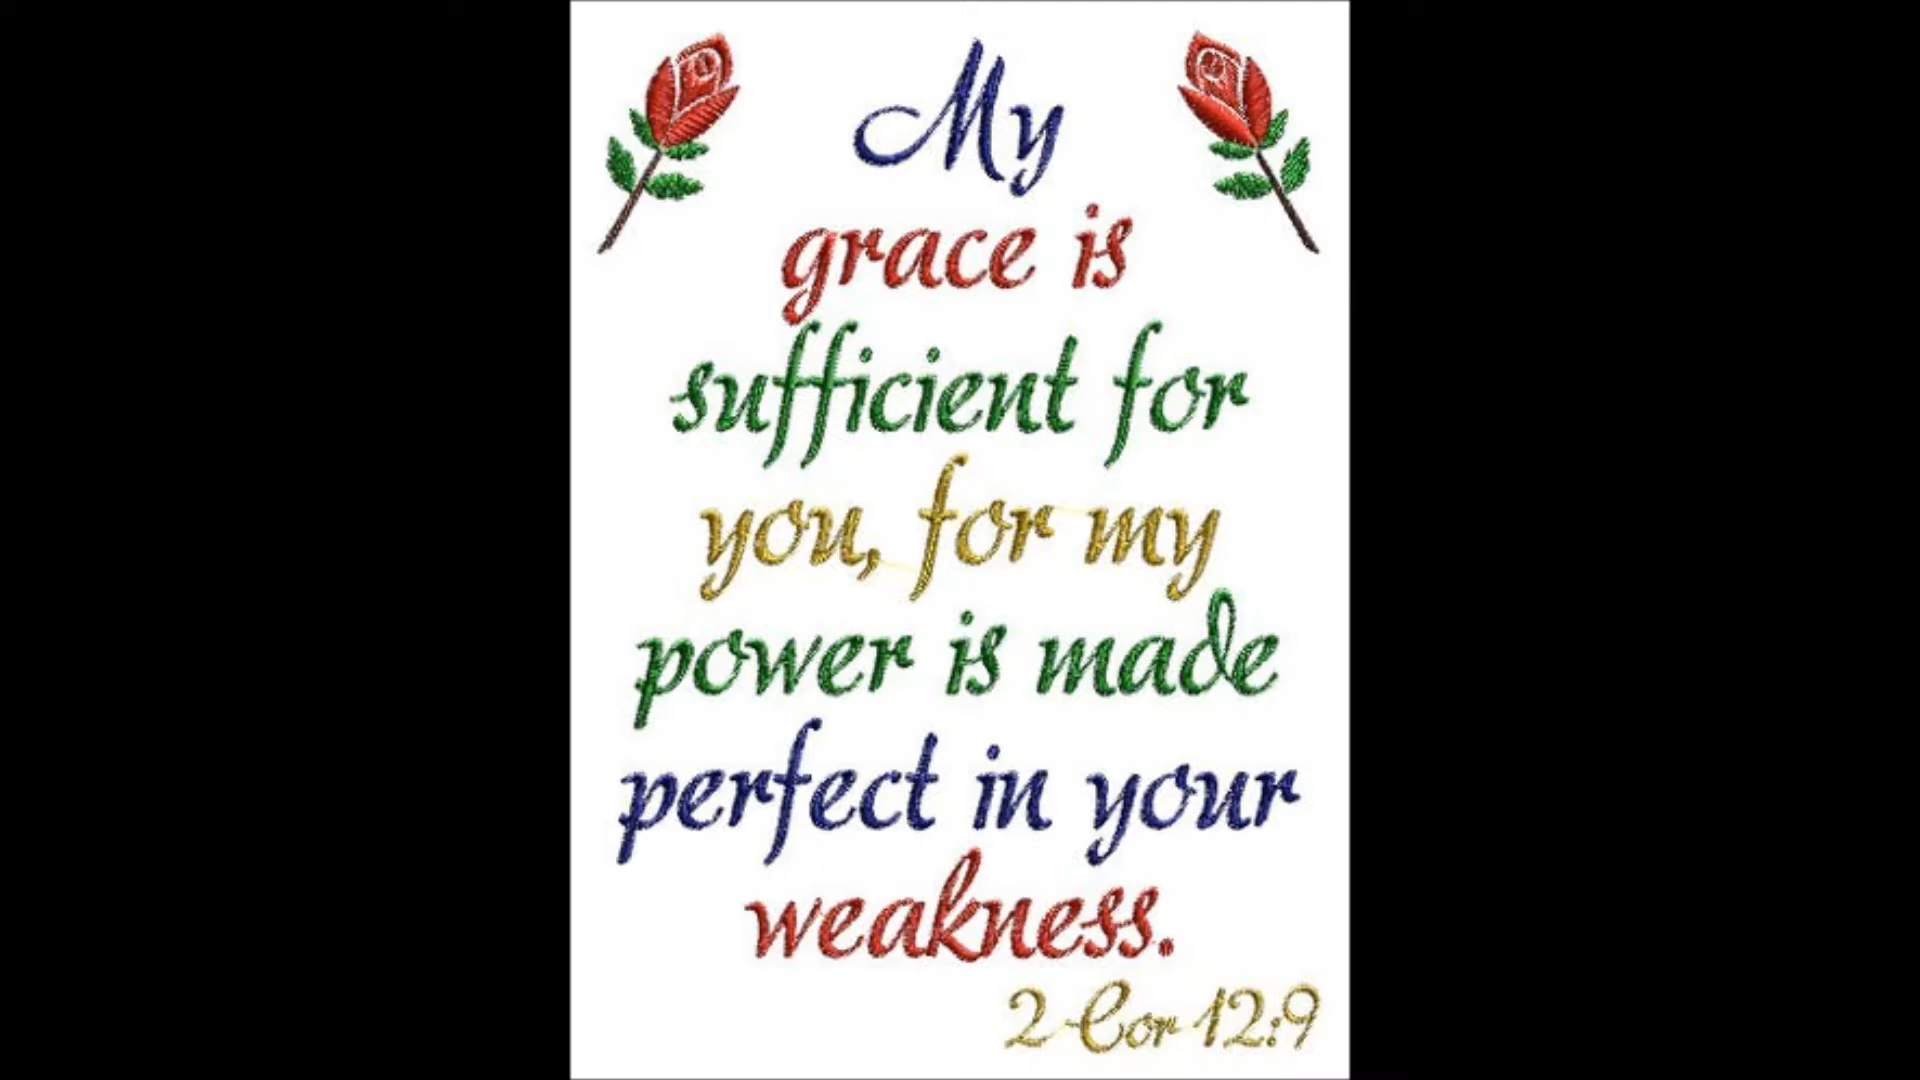 My
grace is
sufficient for
you, for my
power is made
perfect in your
weakness.
2 Cor 12:9